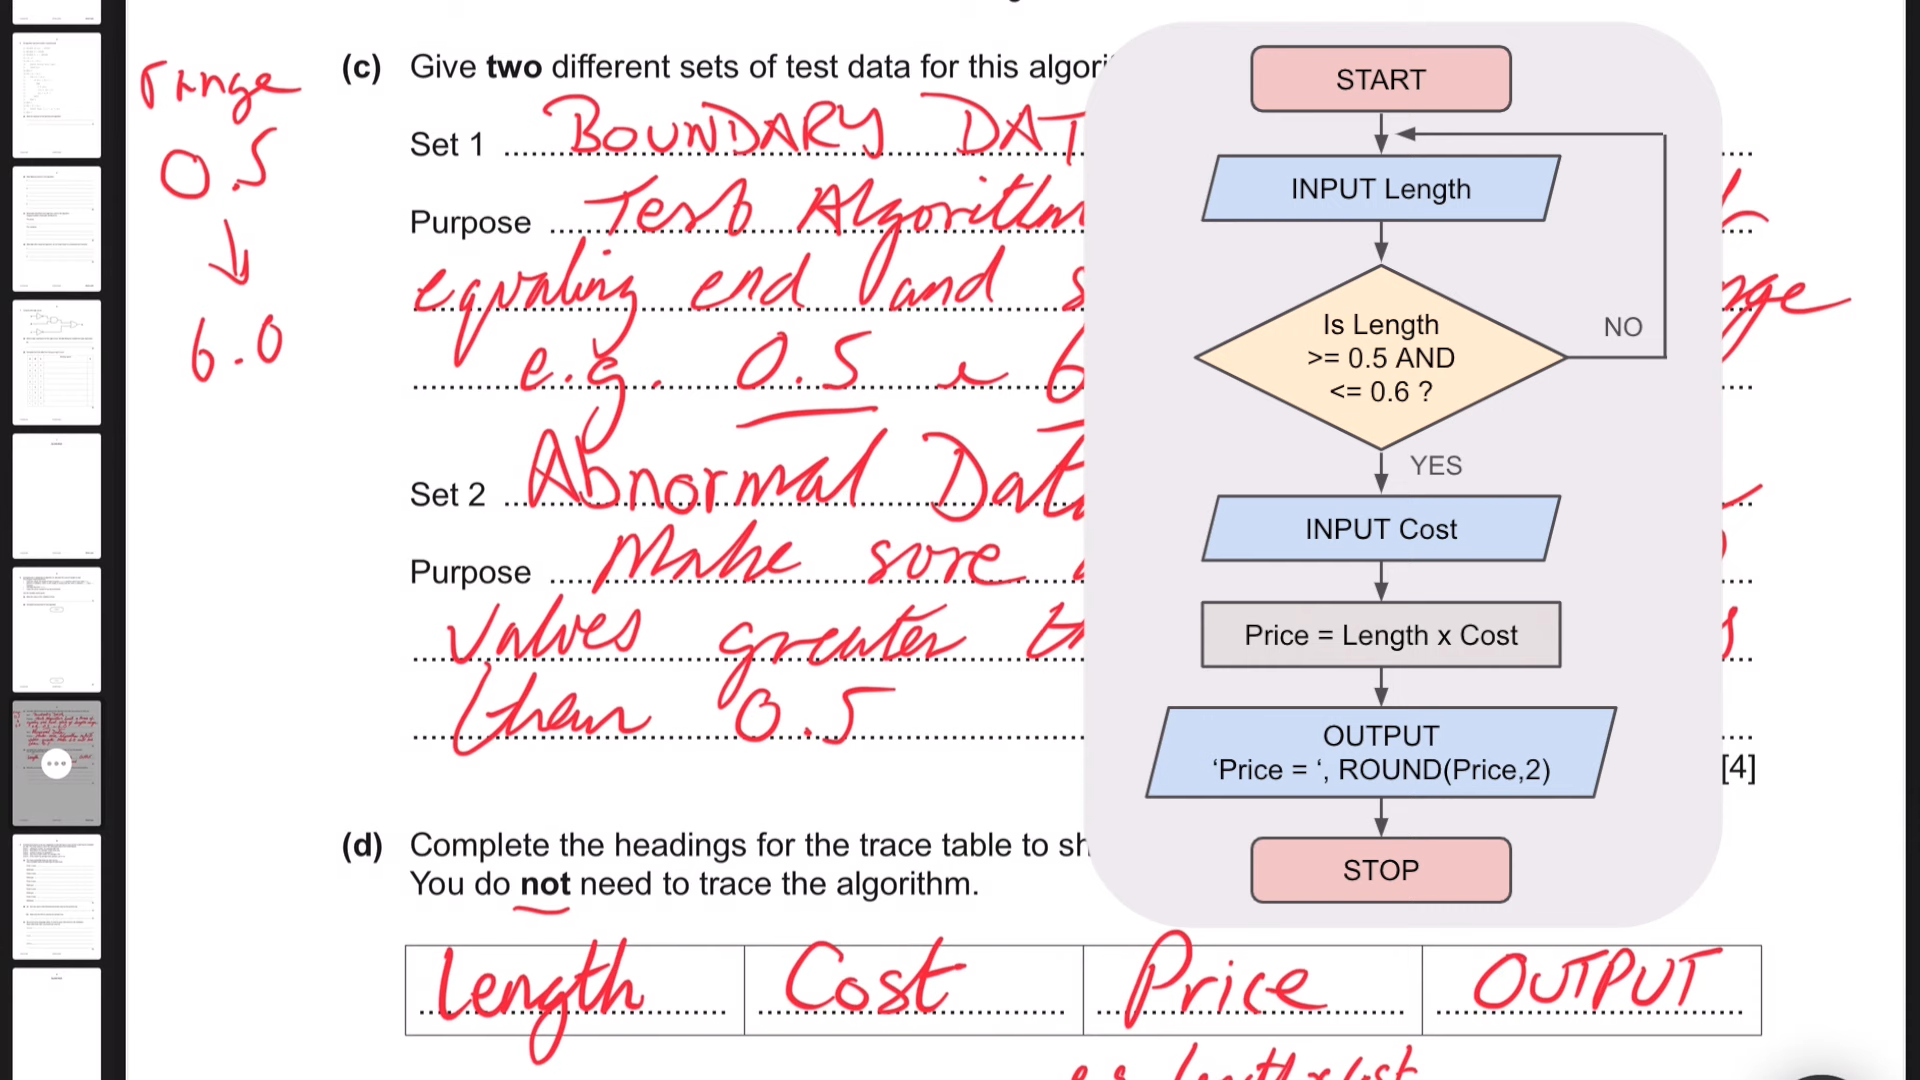 range
0.5
6.0
(c) Give two different sets of test data for this algori
Set 1 BOUNDARY DAT
Purpose Test Algorithm
equaling end and s
nge
e.g. 0.5 & 6
Set 2 Abnormal Dat
Purpose Make sure
values greater th
than 0.5
[4]
(d) Complete the headings for the trace table to sh
You do not need to trace the algorithm.
Length Cost Price OUTPUT
e.g. length x cost
START
INPUT Length
Is Length
>= 0.5 AND
<= 0.6 ?
NO
YES
INPUT Cost
Price = Length x Cost
OUTPUT
‘Price = ‘, ROUND(Price,2)
STOP